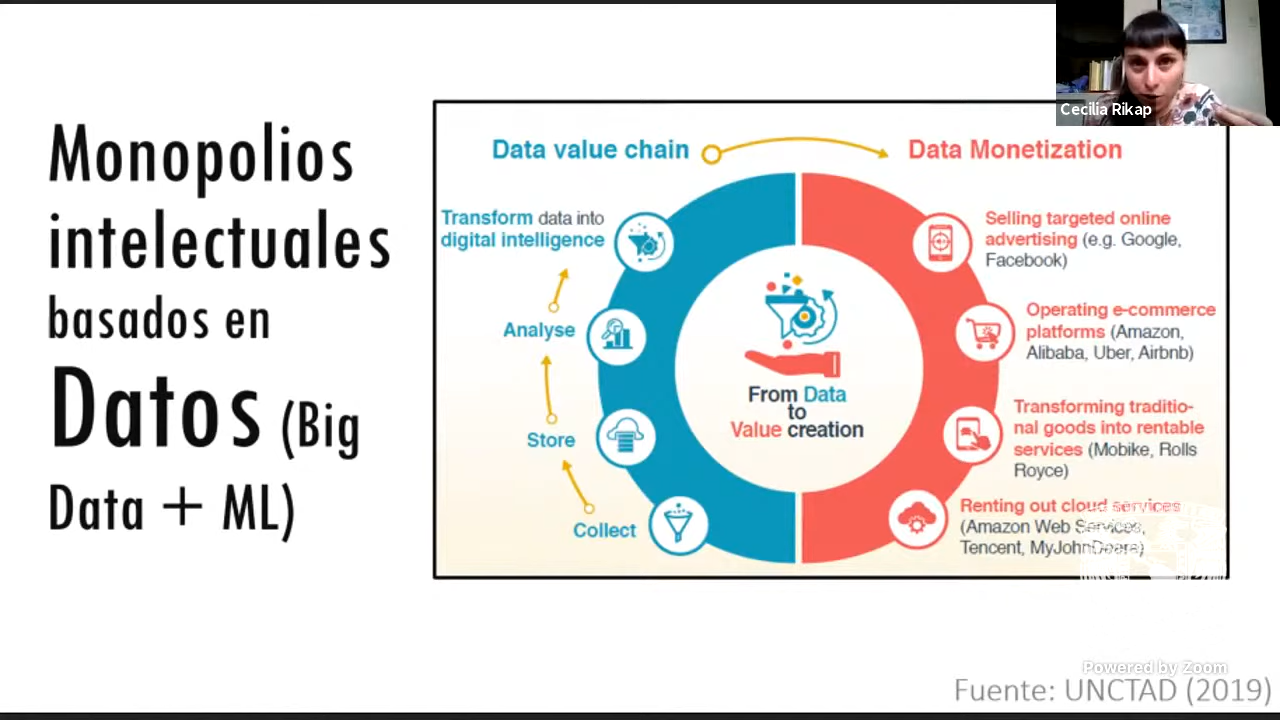 Cecilia Rikap
Monopolios
intelectuales
basados en
Datos (Big
Data + ML)
Data value chain
Data Monetization
Transform data into
digital intelligence
Analyse
Store
Collect
From Data
to
Value creation
Selling targeted online
advertising (e.g. Google,
Facebook)
Operating e-commerce
platforms (Amazon,
Alibaba, Uber, Airbnb)
Transforming traditio-
nal goods into rentable
services (Mobike, Rolls
Royce)
Renting out cloud services
(Amazon Web Services,
Tencent, MyJohnDeere)
Powered by Zoom
Fuente: UNCTAD (2019)